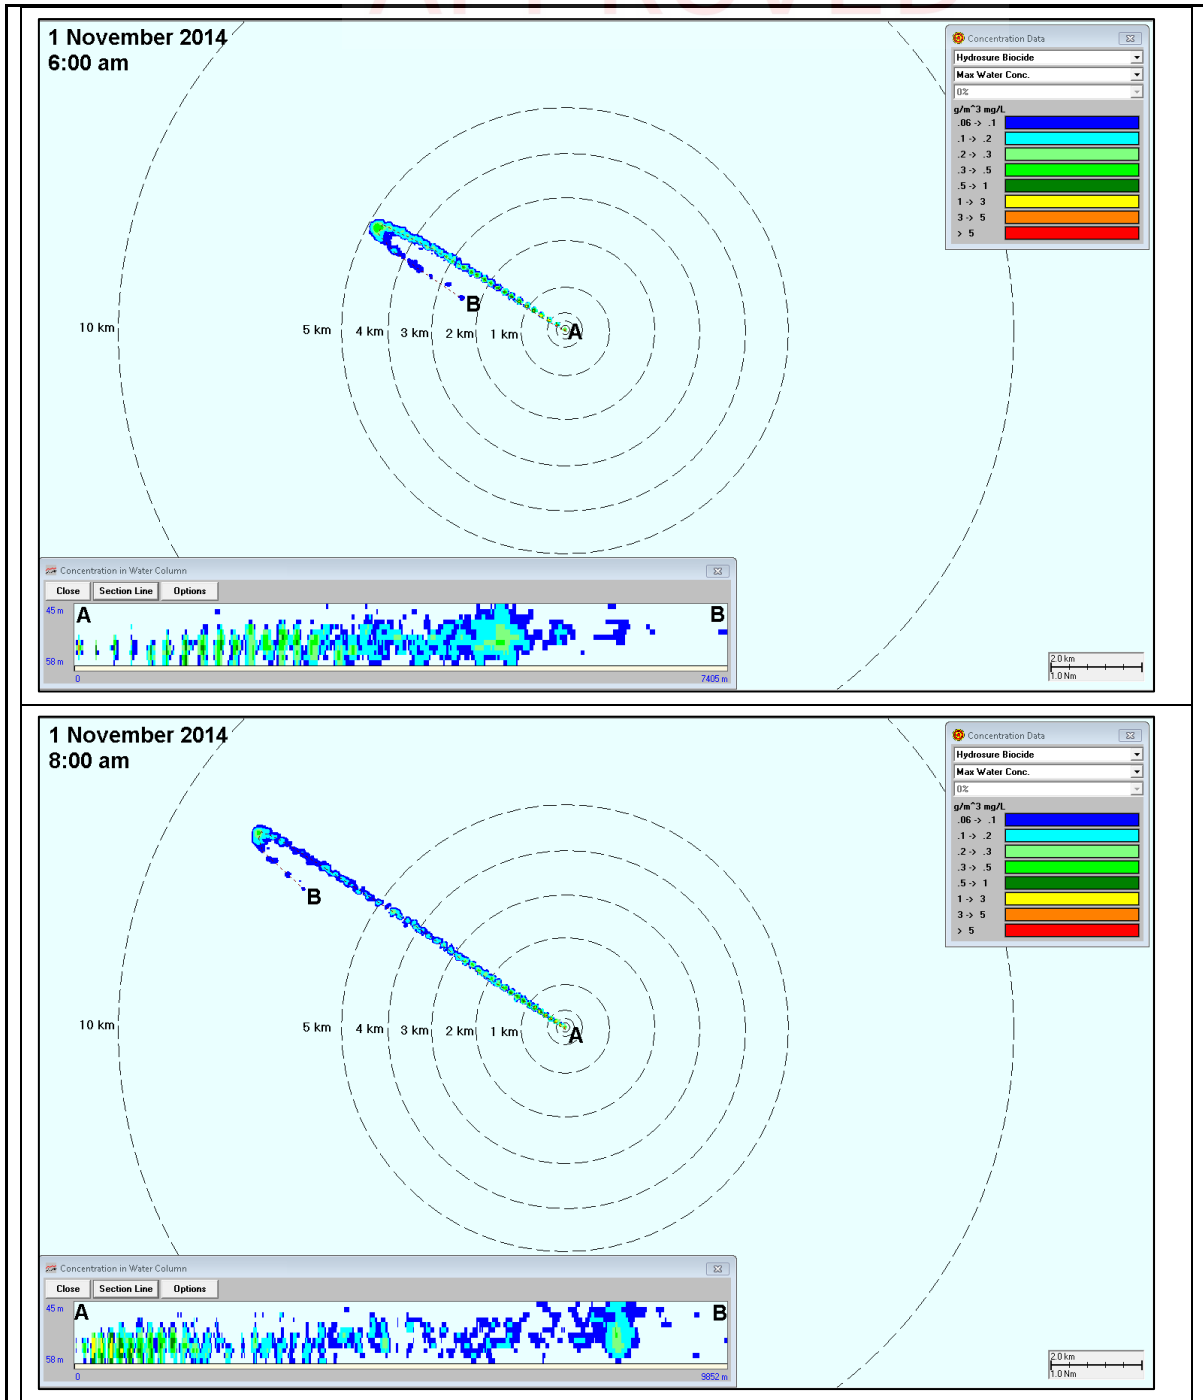 APPROVED
1 November 2014
6:00 am
Concentration Data
Hydrosure Biocide
Max Water Conc.
0%
g/m^3 mg/L
.06 -> .1
.1 -> .2
.2 -> .3
.3 -> .5
.5 -> 1
1 -> 3
3 -> 5
> 5
B
A
10 km
5 km
4 km
3 km
2 km
1 km
Concentration in Water Column
Close
Section Line
Options
45 m
A
B
58 m
0
7405 m
2.0 km
1.0 Nm
1 November 2014
8:00 am
Concentration Data
Hydrosure Biocide
Max Water Conc.
0%
g/m^3 mg/L
.06 -> .1
.1 -> .2
.2 -> .3
.3 -> .5
.5 -> 1
1 -> 3
3 -> 5
> 5
B
A
10 km
5 km
4 km
3 km
2 km
1 km
Concentration in Water Column
Close
Section Line
Options
45 m
A
B
58 m
0
9852 m
2.0 km
1.0 Nm